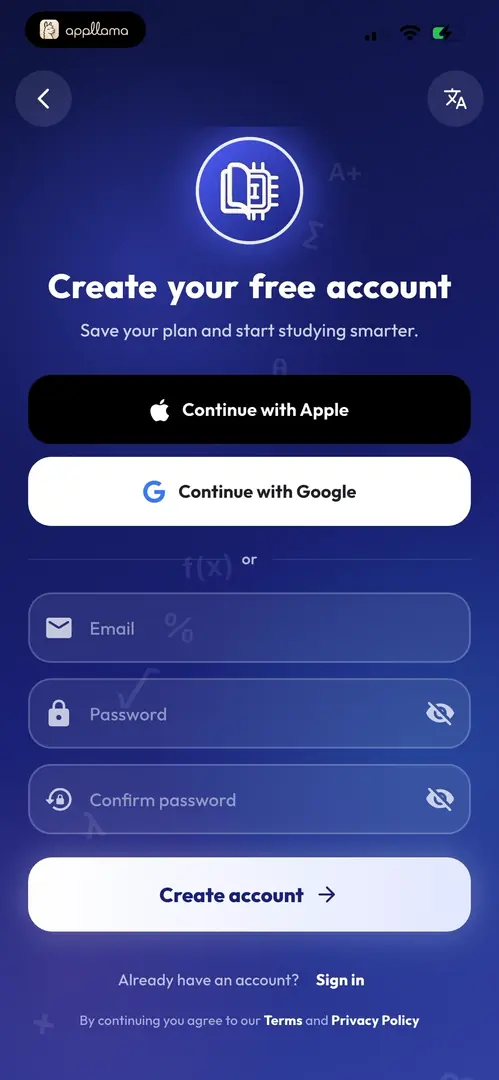 appllama
A+
Σ
Create your free account
Save your plan and start studying smarter.
θ
Continue with Apple
Continue with Google
or
f(x)
Email
%
√
Password
Confirm password
λ
Create account →
Already have an account? Sign in
+
By continuing you agree to our Terms and Privacy Policy